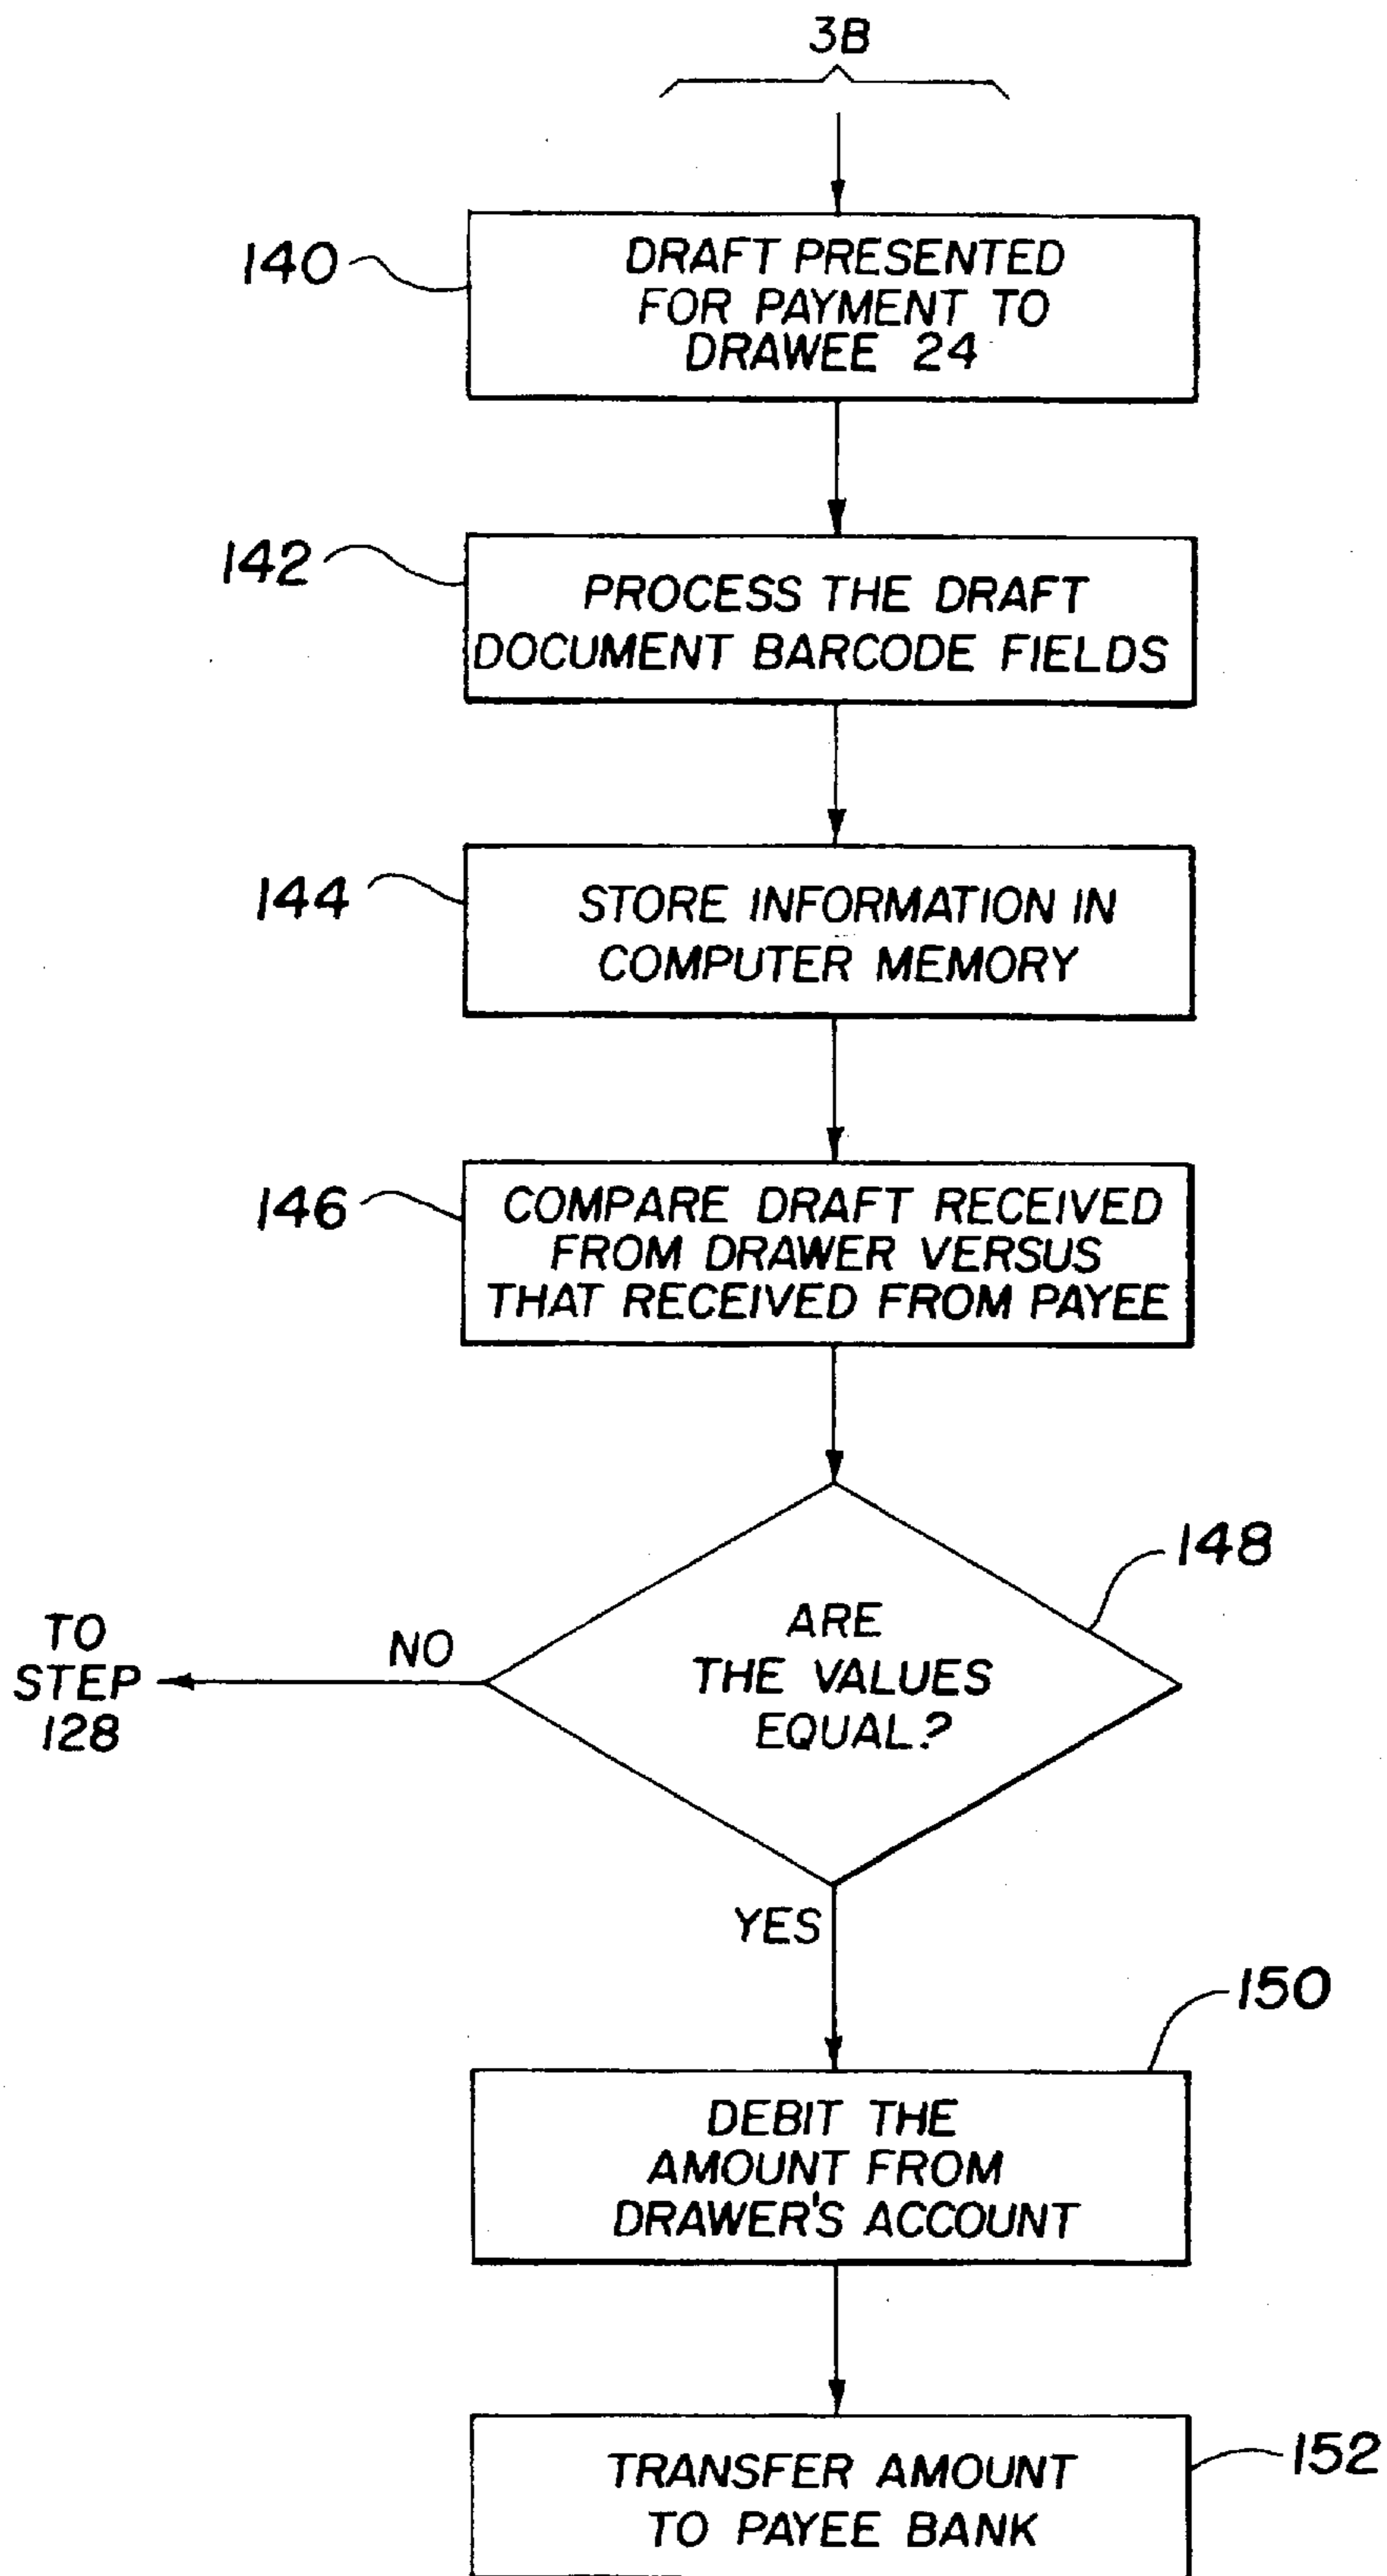 3B
140
DRAFT PRESENTED
FOR PAYMENT TO
DRAWEE 24
142
PROCESS THE DRAFT
DOCUMENT BARCODE FIELDS
144
STORE INFORMATION IN
COMPUTER MEMORY
146
COMPARE DRAFT RECEIVED
FROM DRAWER VERSUS
THAT RECEIVED FROM PAYEE
148
ARE
THE VALUES
EQUAL?
NO
TO
STEP
128
YES
150
DEBIT THE
AMOUNT FROM
DRAWER'S ACCOUNT
152
TRANSFER AMOUNT
TO PAYEE BANK